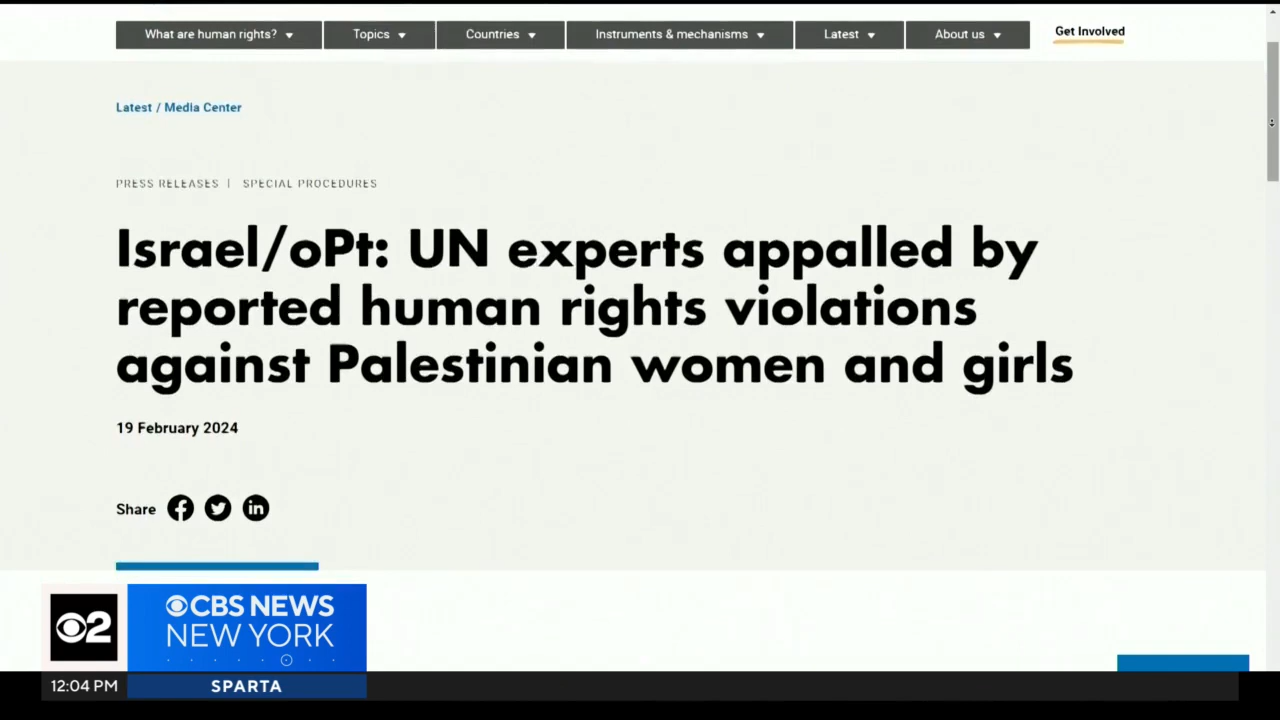 What are human rights?
Topics
Countries
Instruments & mechanisms
Latest
About us
Get Involved
Latest / Media Center
PRESS RELEASES | SPECIAL PROCEDURES
Israel/oPt: UN experts appalled by
reported human rights violations
against Palestinian women and girls
19 February 2024
Share
2
CBS NEWS
NEW YORK
12:04 PM
SPARTA